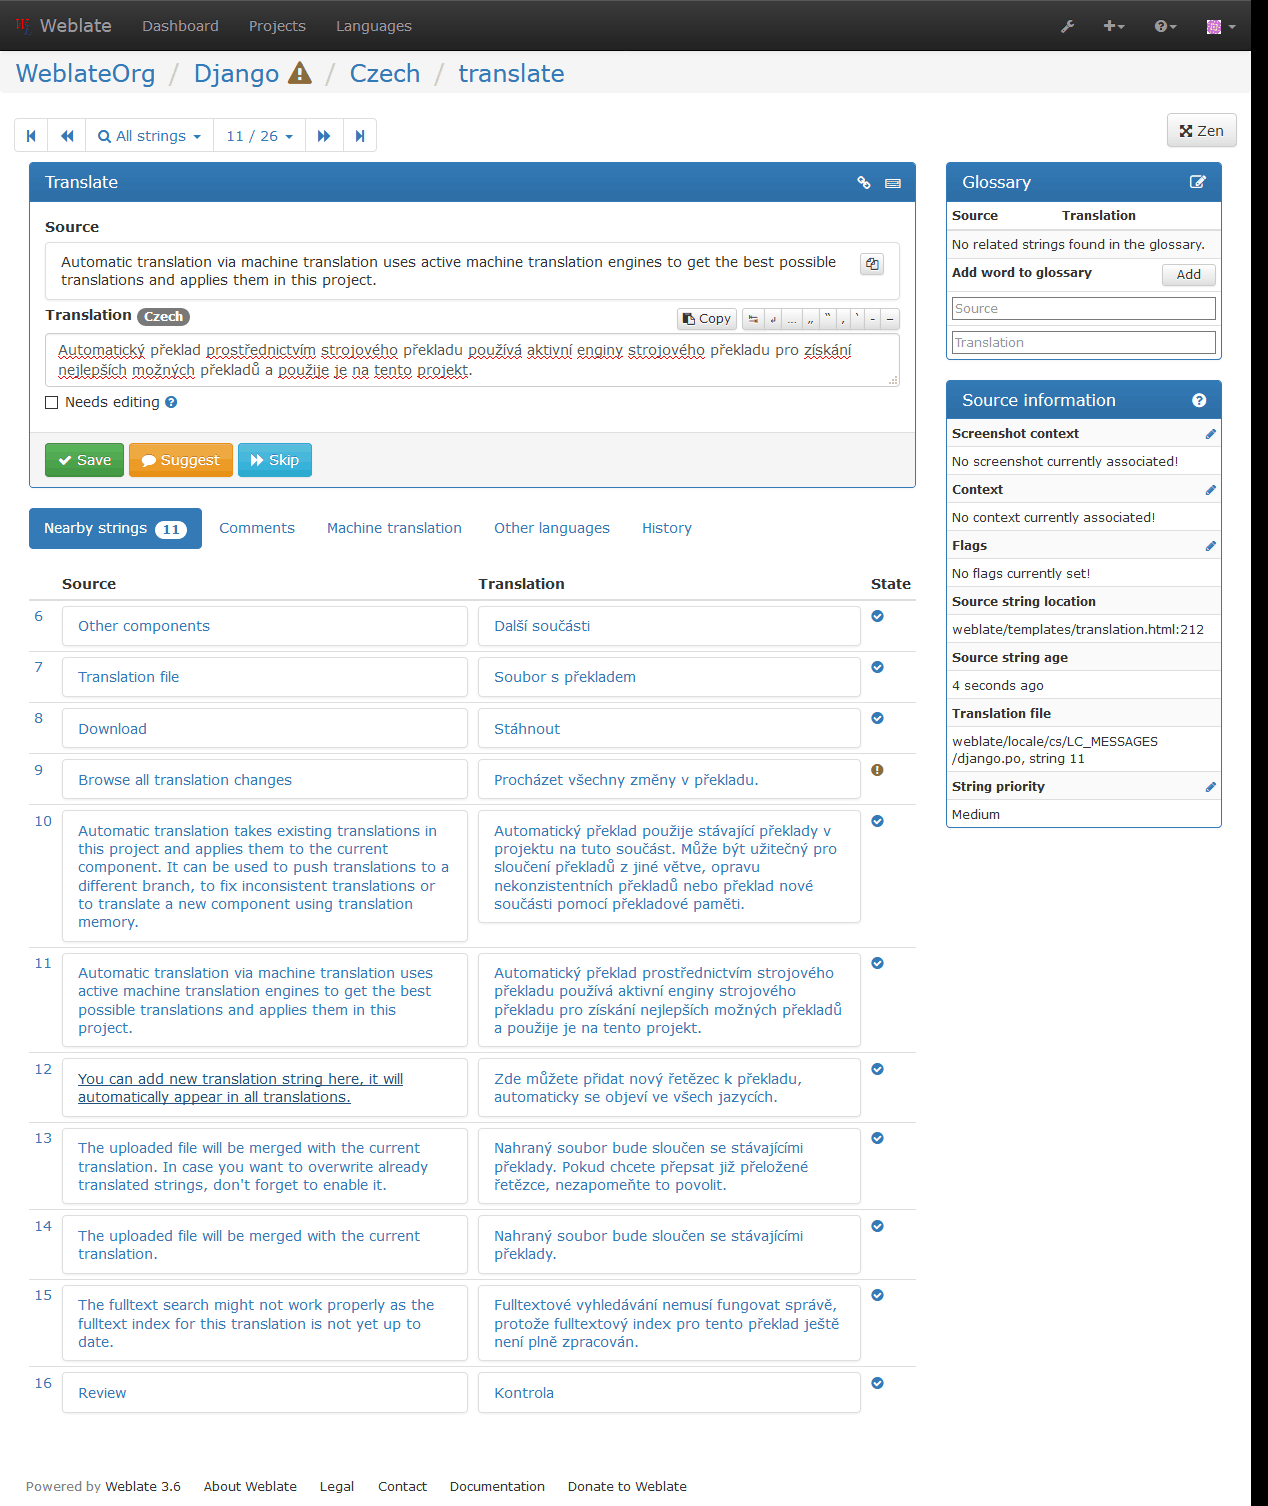 Weblate Dashboard Projects Languages
WeblateOrg / Django / Czech / translate
All strings 11 / 26 Zen
Translate
Source
Automatic translation via machine translation uses active machine translation engines to get the best possible
translations and applies them in this project.
Translation Czech Copy … „ “ ‚ ‘ - –
Automatický překlad prostřednictvím strojového překladu používá aktivní enginy strojového překladu pro získání
nejlepších možných překladů a použije je na tento projekt.
Needs editing
Save Suggest Skip
Glossary
Source Translation
No related strings found in the glossary.
Add word to glossary Add
Source
Translation
Source information
Screenshot context
No screenshot currently associated!
Context
No context currently associated!
Flags
No flags currently set!
Source string location
weblate/templates/translation.html:212
Source string age
4 seconds ago
Translation file
weblate/locale/cs/LC_MESSAGES
/django.po, string 11
String priority
Medium
Nearby strings 11 Comments Machine translation Other languages History
Source Translation State
6 Other components Další součásti
7 Translation file Soubor s překladem
8 Download Stáhnout
9 Browse all translation changes Procházet všechny změny v překladu.
10
Automatic translation takes existing translations in
this project and applies them to the current
component. It can be used to push translations to a
different branch, to fix inconsistent translations or
to translate a new component using translation
memory.
Automatický překlad použije stávající překlady v
projektu na tuto součást. Může být užitečný pro
sloučení překladů z jiné větve, opravu
nekonzistentních překladů nebo překlad nové
součásti pomocí překladové paměti.
11
Automatic translation via machine translation uses
active machine translation engines to get the best
possible translations and applies them in this
project.
Automatický překlad prostřednictvím strojového
překladu používá aktivní enginy strojového
překladu pro získání nejlepších možných překladů
a použije je na tento projekt.
12
You can add new translation string here, it will
automatically appear in all translations.
Zde můžete přidat nový řetězec k překladu,
automaticky se objeví ve všech jazycích.
13
The uploaded file will be merged with the current
translation. In case you want to overwrite already
translated strings, don't forget to enable it.
Nahraný soubor bude sloučen se stávajícími
překlady. Pokud chcete přepsat již přeložené
řetězce, nezapomeňte to povolit.
14
The uploaded file will be merged with the current
translation.
Nahraný soubor bude sloučen se stávajícími
překlady.
15
The fulltext search might not work properly as the
fulltext index for this translation is not yet up to
date.
Fulltextové vyhledávání nemusí fungovat správě,
protože fulltextový index pro tento překlad ještě
není plně zpracován.
16 Review Kontrola
Powered by Weblate 3.6 About Weblate Legal Contact Documentation Donate to Weblate